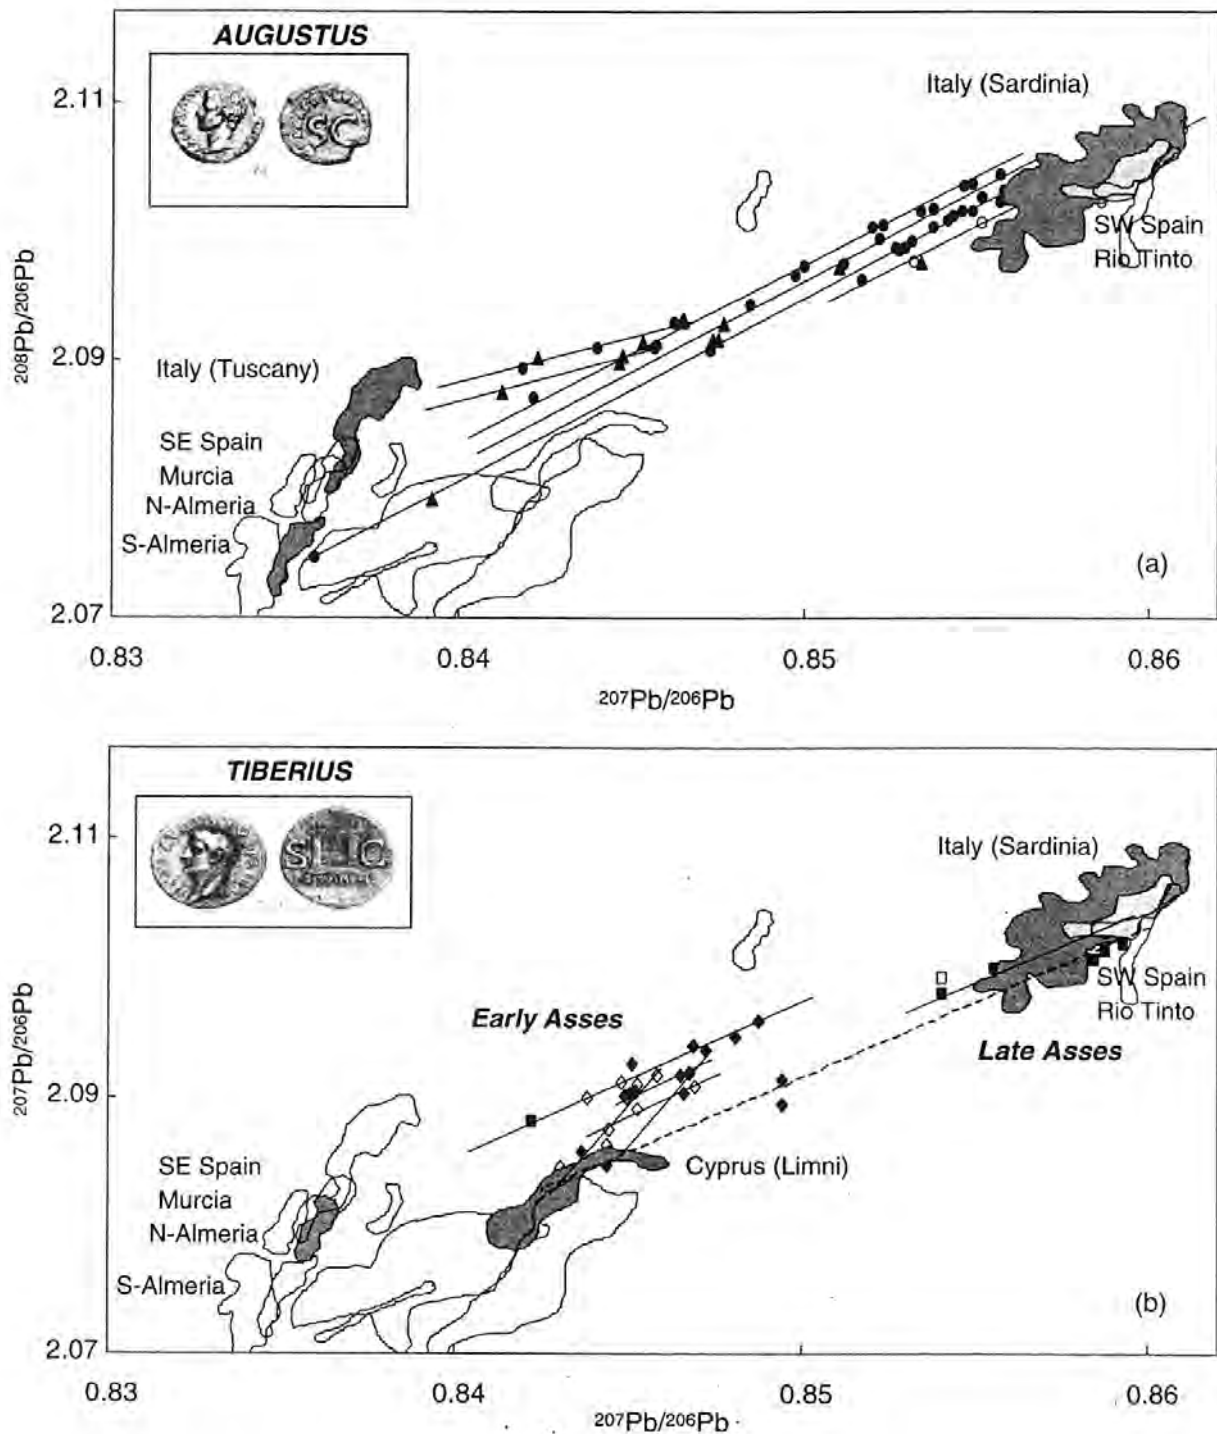 AUGUSTUS
SC
Italy (Sardinia)
2.11
SW Spain
Rio Tinto
²⁰⁸Pb/²⁰⁶Pb
2.09
Italy (Tuscany)
SE Spain
Murcia
N-Almeria
S-Almeria
(a)
2.07
0.83 0.84 0.85 0.86
²⁰⁷Pb/²⁰⁶Pb
TIBERIUS
S C
2.11
Italy (Sardinia)
SW Spain
Rio Tinto
Early Asses
Late Asses
²⁰⁷Pb/²⁰⁶Pb
2.09
Cyprus (Limni)
SE Spain
Murcia
N-Almeria
S-Almeria
(b)
2.07
0.83 0.84 0.85 0.86
²⁰⁷Pb/²⁰⁶Pb